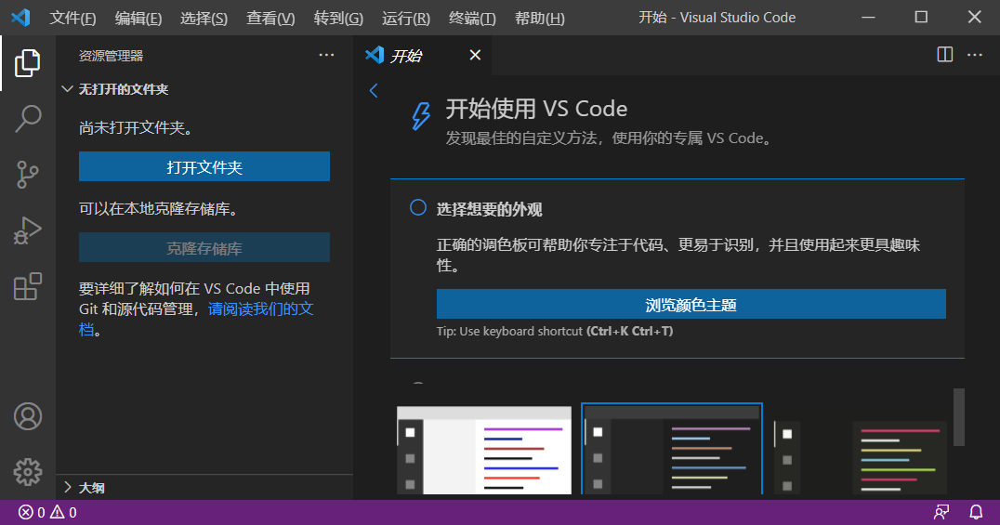 文件(F) 编辑(E) 选择(S) 查看(V) 转到(G) 运行(R) 终端(T) 帮助(H) 开始 - Visual Studio Code
资源管理器
开始
无打开的文件夹
尚未打开文件夹。
打开文件夹
可以在本地克隆存储库。
克隆存储库
要详细了解如何在 VS Code 中使用
Git 和源代码管理，请阅读我们的文
档。
大纲
开始使用 VS Code
发现最佳的自定义方法，使用你的专属 VS Code。
选择想要的外观
正确的调色板可帮助你专注于代码、更易于识别，并且使用起来更具趣味
性。
浏览颜色主题
Tip: Use keyboard shortcut (Ctrl+K Ctrl+T)
0 0